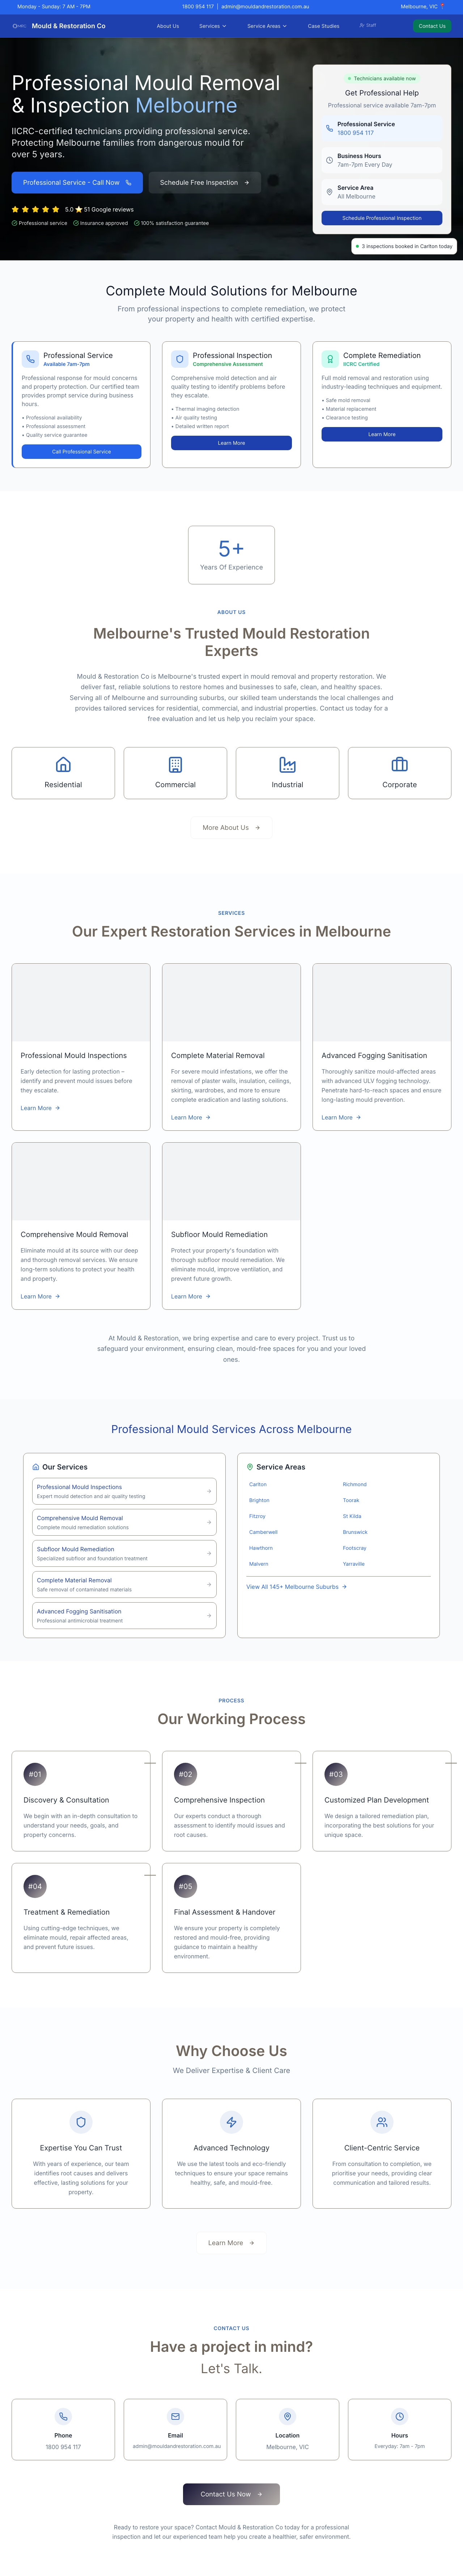 Monday - Sunday: 7 AM - 7PM
1800 954 117 | admin@mouldandrestoration.com.au
Melbourne, VIC
Mould & Restoration Co
About Us
Services
Service Areas
Case Studies
Staff
Contact Us
Professional Mould Removal
& Inspection Melbourne
IICRC-certified technicians providing professional service.
Protecting Melbourne families from dangerous mould for
over 5 years.
Professional Service - Call Now
Schedule Free Inspection
5.0 ⭐ 51 Google reviews
Professional service
Insurance approved
100% satisfaction guarantee
Technicians available now
Get Professional Help
Professional service available 7am-7pm
Professional Service
1800 954 117
Business Hours
7am-7pm Every Day
Service Area
All Melbourne
Schedule Professional Inspection
3 inspections booked in Carlton today
Complete Mould Solutions for Melbourne
From professional inspections to complete remediation, we protect
your property and health with certified expertise.
Professional Service
Available 7am-7pm
Professional response for mould concerns
and property protection. Our certified team
provides prompt service during business
hours.
• Professional availability
• Professional assessment
• Quality service guarantee
Call Professional Service
Professional Inspection
Comprehensive Assessment
Comprehensive mould detection and air
quality testing to identify problems before
they escalate.
• Thermal imaging detection
• Air quality testing
• Detailed written report
Learn More
Complete Remediation
IICRC Certified
Full mould removal and restoration using
industry-leading techniques and equipment.
• Safe mould removal
• Material replacement
• Clearance testing
Learn More
5+
Years Of Experience
ABOUT US
Melbourne's Trusted Mould Restoration
Experts
Mould & Restoration Co is Melbourne's trusted expert in mould removal and property restoration. We
deliver fast, reliable solutions to restore homes and businesses to safe, clean, and healthy spaces.
Serving all of Melbourne and surrounding suburbs, our skilled team understands the local challenges and
provides tailored services for residential, commercial, and industrial properties. Contact us today for a
free evaluation and let us help you reclaim your space.
Residential
Commercial
Industrial
Corporate
More About Us
SERVICES
Our Expert Restoration Services in Melbourne
Professional Mould Inspections
Early detection for lasting protection –
identify and prevent mould issues before
they escalate.
Learn More
Complete Material Removal
For severe mould infestations, we offer the
removal of plaster walls, insulation, ceilings,
skirting, wardrobes, and more to ensure
complete eradication and lasting solutions.
Learn More
Advanced Fogging Sanitisation
Thoroughly sanitize mould-affected areas
with advanced ULV fogging technology.
Penetrate hard-to-reach spaces and ensure
long-lasting mould prevention.
Learn More
Comprehensive Mould Removal
Eliminate mould at its source with our deep
and thorough removal services. We ensure
long-term solutions to protect your health
and property.
Learn More
Subfloor Mould Remediation
Protect your property's foundation with
thorough subfloor mould remediation. We
eliminate mould, improve ventilation, and
prevent future growth.
Learn More
At Mould & Restoration, we bring expertise and care to every project. Trust us to
safeguard your environment, ensuring clean, mould-free spaces for you and your loved
ones.
Professional Mould Services Across Melbourne
Our Services
Professional Mould Inspections
Expert mould detection and air quality testing
Comprehensive Mould Removal
Complete mould remediation solutions
Subfloor Mould Remediation
Specialized subfloor and foundation treatment
Complete Material Removal
Safe removal of contaminated materials
Advanced Fogging Sanitisation
Professional antimicrobial treatment
Service Areas
Carlton
Richmond
Brighton
Toorak
Fitzroy
St Kilda
Camberwell
Brunswick
Hawthorn
Footscray
Malvern
Yarraville
View All 145+ Melbourne Suburbs
PROCESS
Our Working Process
#01
Discovery & Consultation
We begin with an in-depth consultation to
understand your needs, goals, and
property concerns.
#02
Comprehensive Inspection
Our experts conduct a thorough
assessment to identify mould issues and
root causes.
#03
Customized Plan Development
We design a tailored remediation plan,
incorporating the best solutions for your
unique space.
#04
Treatment & Remediation
Using cutting-edge techniques, we
eliminate mould, repair affected areas,
and prevent future issues.
#05
Final Assessment & Handover
We ensure your property is completely
restored and mould-free, providing
guidance to maintain a healthy
environment.
Why Choose Us
We Deliver Expertise & Client Care
Expertise You Can Trust
With years of experience, our team
identifies root causes and delivers
effective, lasting solutions for your
property.
Advanced Technology
We use the latest tools and eco-friendly
techniques to ensure your space remains
healthy, safe, and mould-free.
Client-Centric Service
From consultation to completion, we
prioritise your needs, providing clear
communication and tailored results.
Learn More
CONTACT US
Have a project in mind?
Let's Talk.
Phone
1800 954 117
Email
admin@mouldandrestoration.com.au
Location
Melbourne, VIC
Hours
Everyday: 7am - 7pm
Contact Us Now
Ready to restore your space? Contact Mould & Restoration Co today for a professional
inspection and let our experienced team help you create a healthier, safer environment.